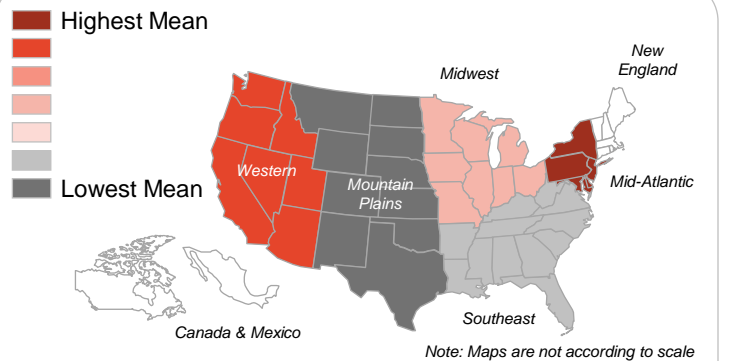 Highest Mean
New
England
Midwest
Western
Mountain
Plains
Mid-Atlantic
Lowest Mean
Southeast
Canada & Mexico
Note: Maps are not according to scale